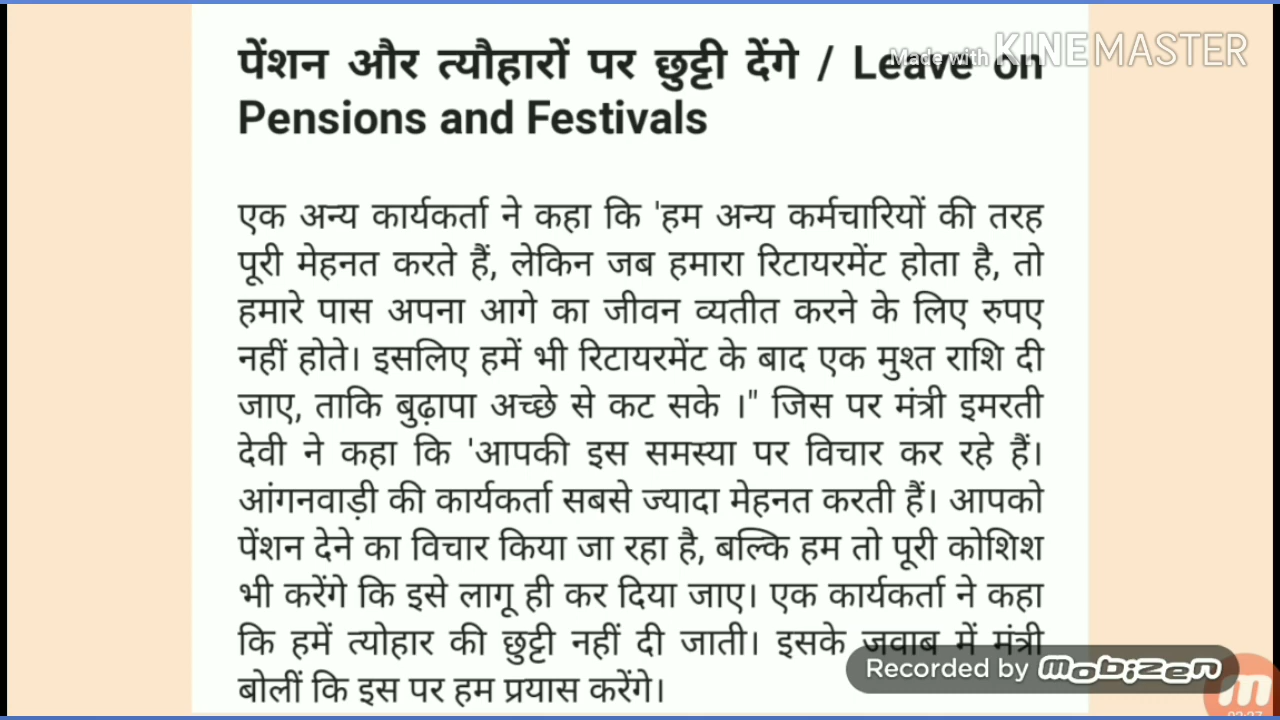 पेंशन और त्यौहारों पर छुट्टी देंगे / Leave on
Made with KINEMASTER
Pensions and Festivals
एक अन्य कार्यकर्ता ने कहा कि 'हम अन्य कर्मचारियों की तरह
पूरी मेहनत करते हैं, लेकिन जब हमारा रिटायरमेंट होता है, तो
हमारे पास अपना आगे का जीवन व्यतीत करने के लिए रुपए
नहीं होते। इसलिए हमें भी रिटायरमेंट के बाद एक मुश्त राशि दी
जाए, ताकि बुढ़ापा अच्छे से कट सके ।" जिस पर मंत्री इमरती
देवी ने कहा कि 'आपकी इस समस्या पर विचार कर रहे हैं।
आंगनवाड़ी की कार्यकर्ता सबसे ज्यादा मेहनत करती हैं। आपको
पेंशन देने का विचार किया जा रहा है, बल्कि हम तो पूरी कोशिश
भी करेंगे कि इसे लागू ही कर दिया जाए। एक कार्यकर्ता ने कहा
कि हमें त्योहार की छुट्टी नहीं दी जाती। इसके जवाब में मंत्री
बोलीं कि इस पर हम प्रयास करेंगे।
Recorded by mobizen